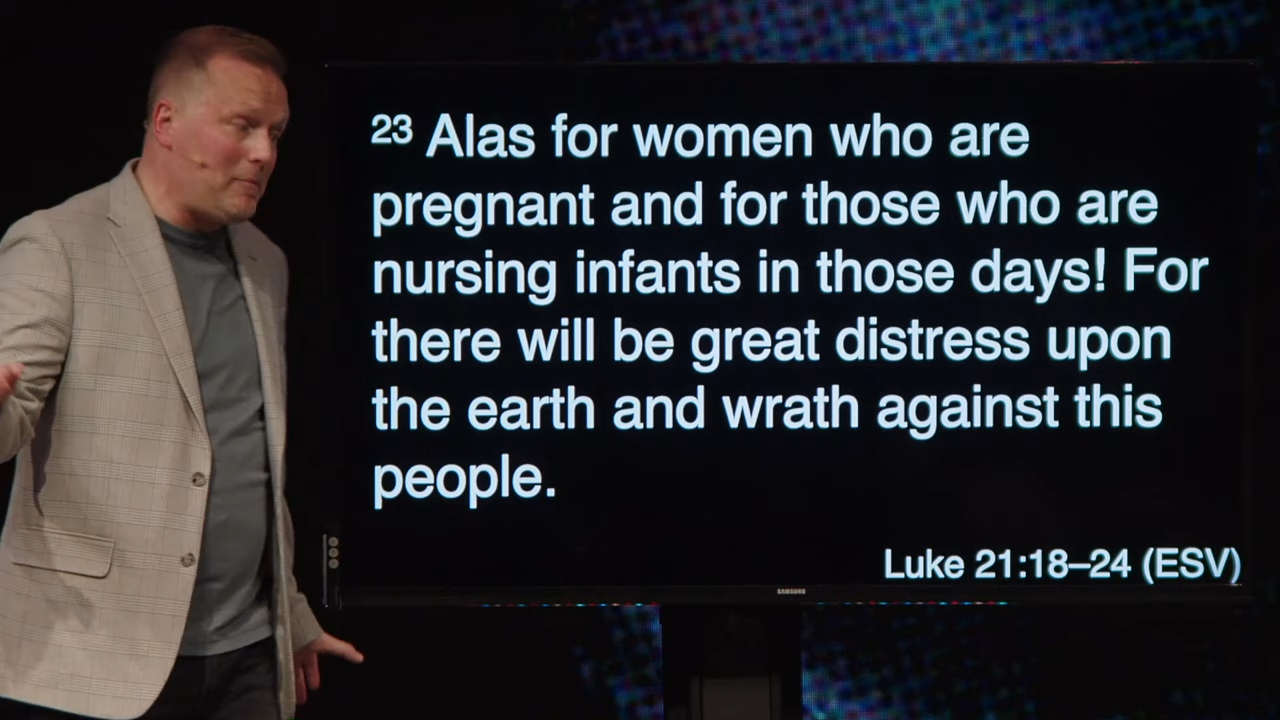 23 Alas for women who are
pregnant and for those who are
nursing infants in those days! For
there will be great distress upon
the earth and wrath against this
people.
Luke 21:18–24 (ESV)
SAMSUNG